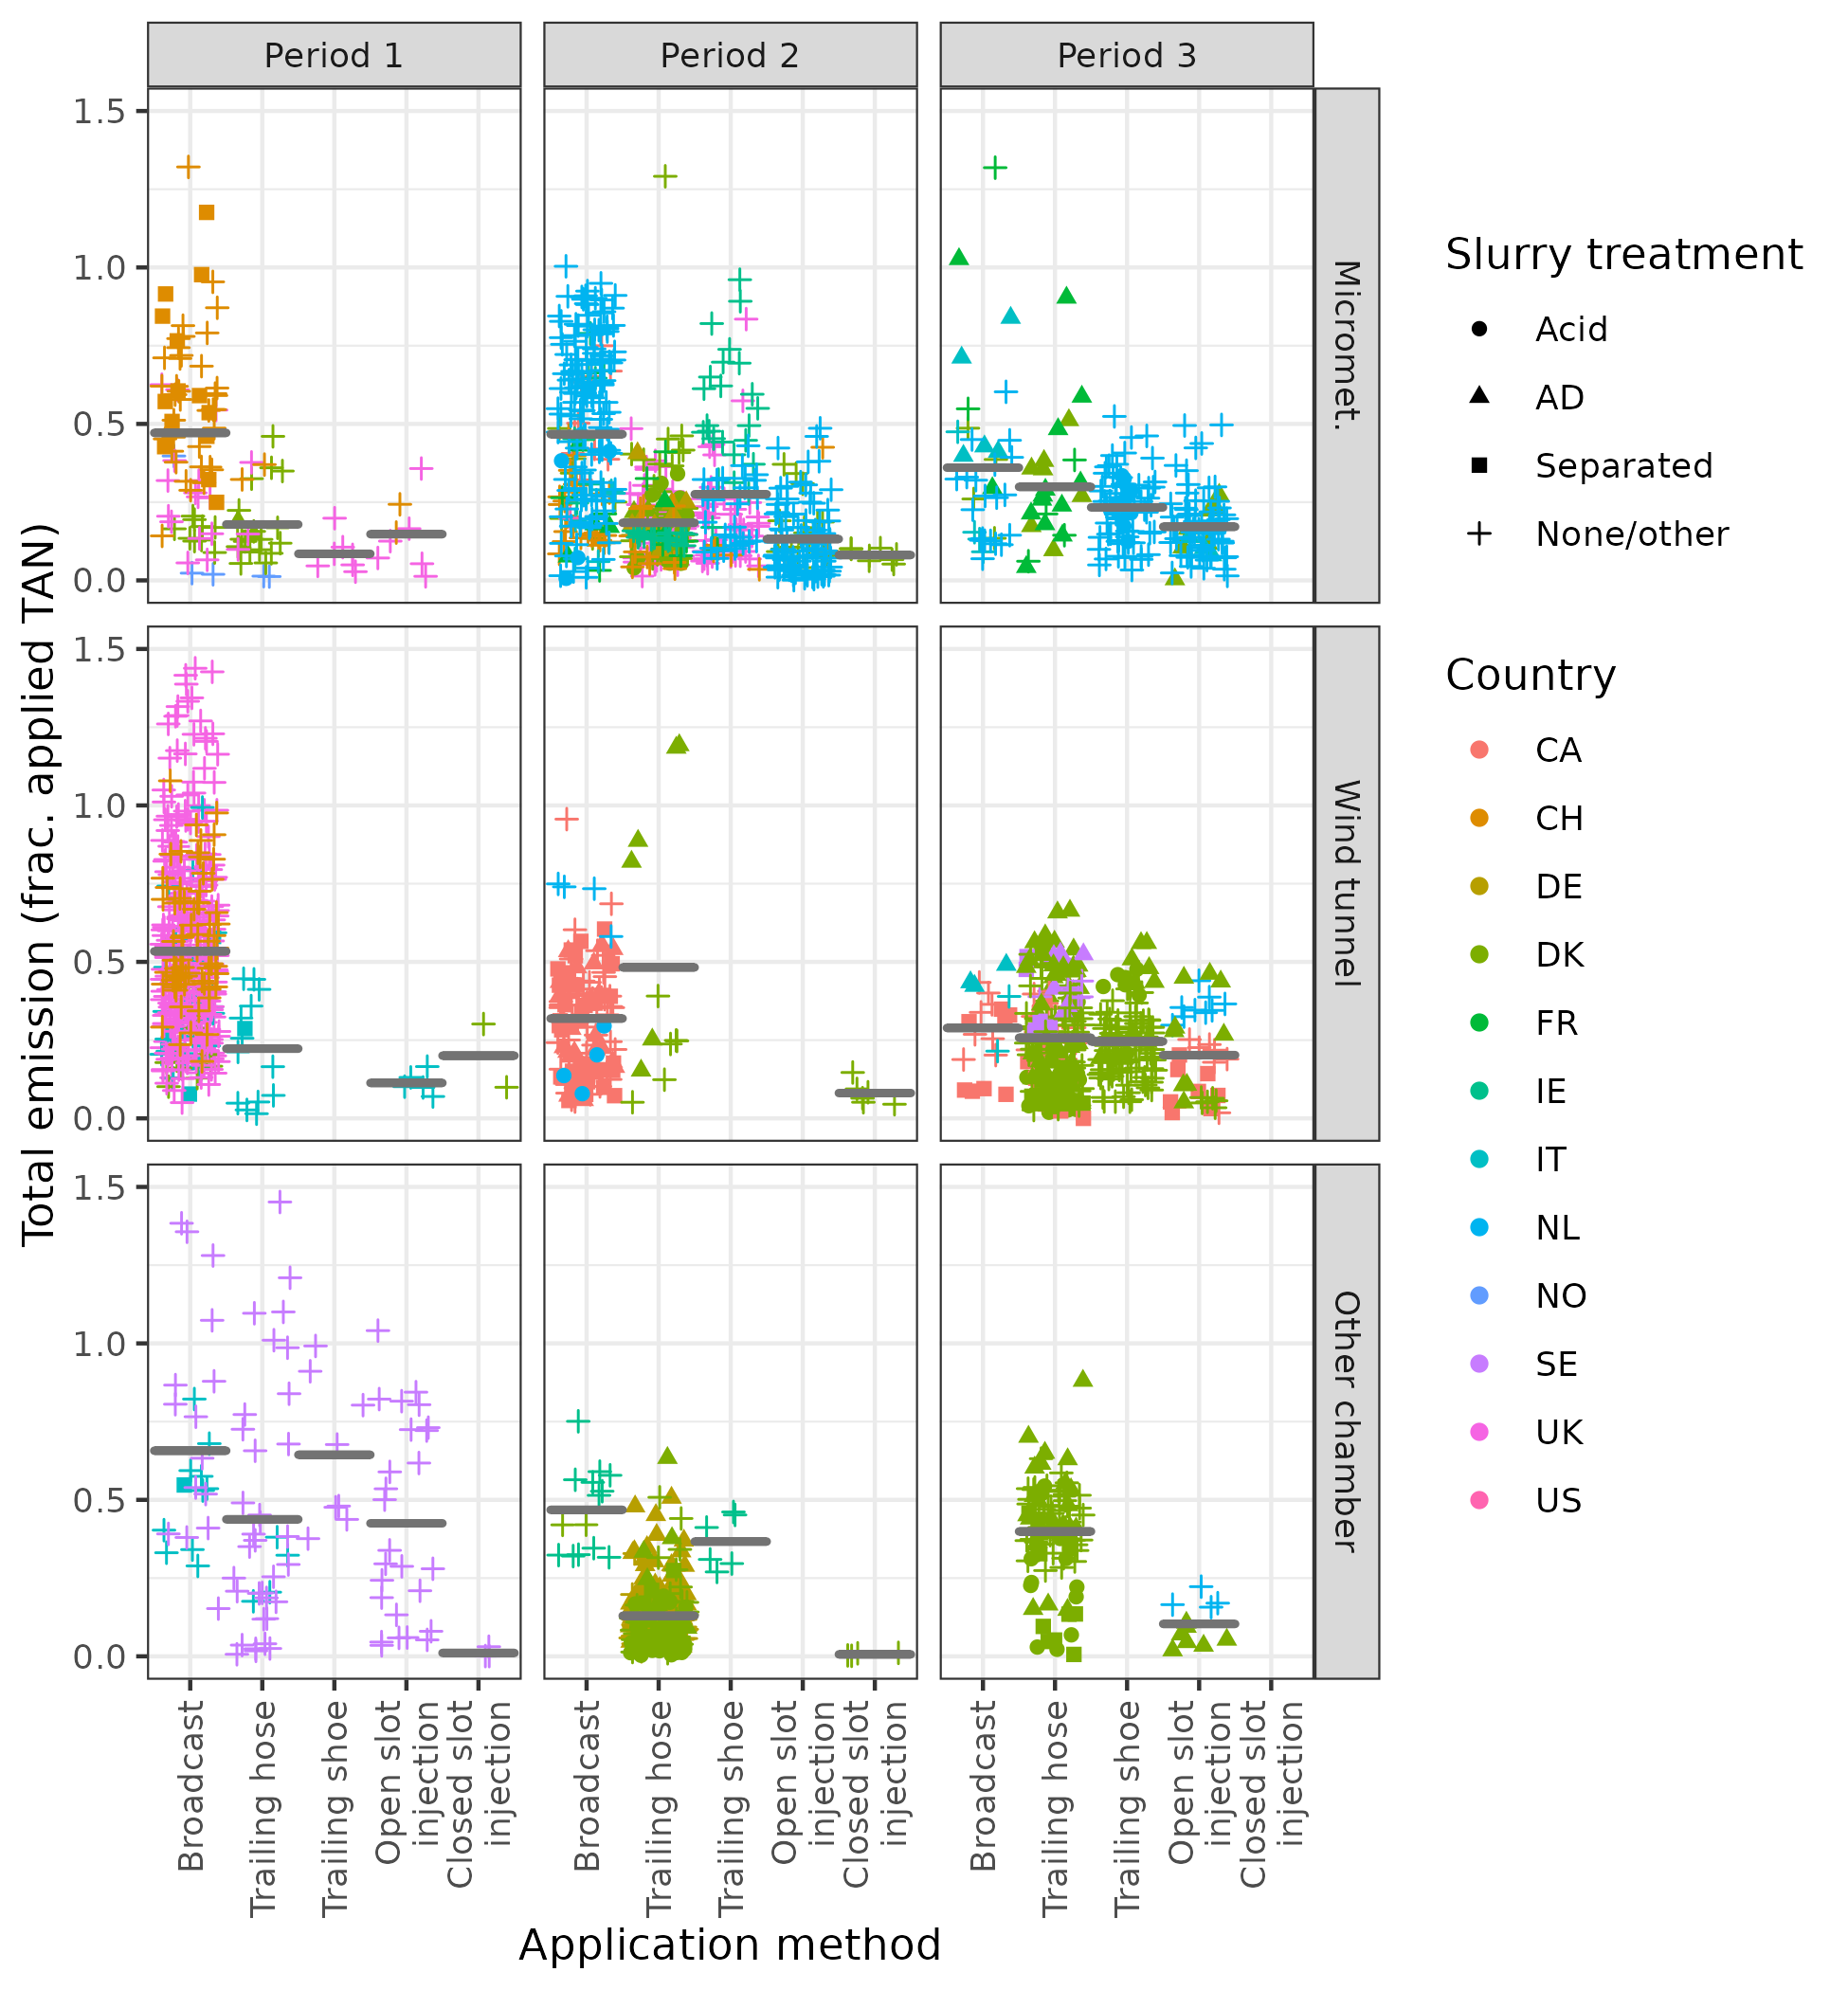 Period 1
Period 2
Period 3
1.5
1.0
0.5
0.0
Micromet.
1.5
1.0
0.5
0.0
Wind tunnel
1.5
1.0
0.5
0.0
Other chamber
Total emission (frac. applied TAN)
Broadcast
Trailing hose
Trailing shoe
Open slot
injection
Closed slot
injection
Broadcast
Trailing hose
Trailing shoe
Open slot
injection
Closed slot
injection
Broadcast
Trailing hose
Trailing shoe
Open slot
injection
Closed slot
injection
Application method
Slurry treatment
Acid
AD
Separated
None/other
Country
CA
CH
DE
DK
FR
IE
IT
NL
NO
SE
UK
US